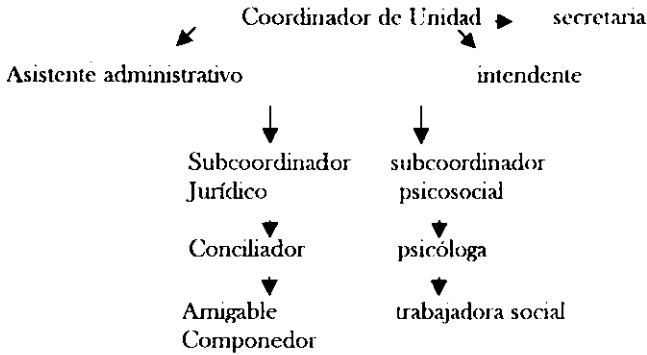 Coordinador de Unidad secretaria
Asistente administrativo intendente
Subcoordinador subcoordinador
Jurídico psicosocial
Conciliador psicóloga
Amigable trabajadora social
Componedor